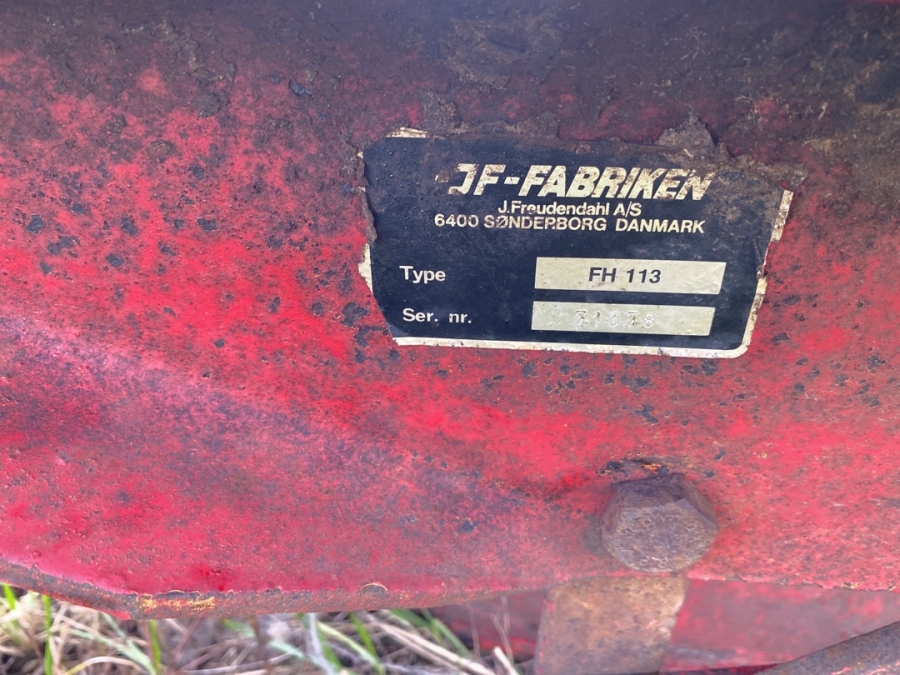 JF-FABRIKEN
J.Freudendahl A/S
6400 SØNDERBORG DANMARK
Type FH 113
Ser. nr.